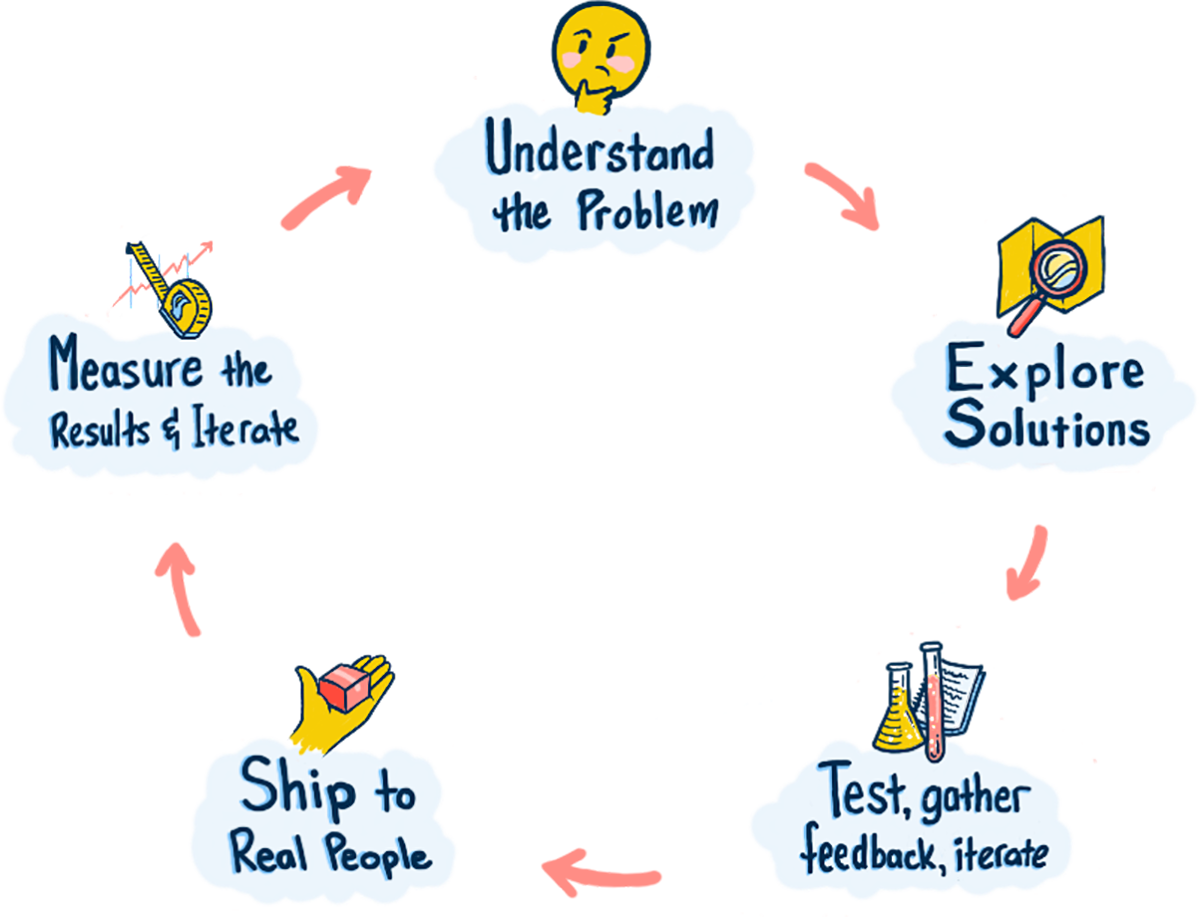 Understand
the Problem
Explore
Solutions
Test, gather
feedback, iterate
Ship to
Real People
Measure the
Results & Iterate